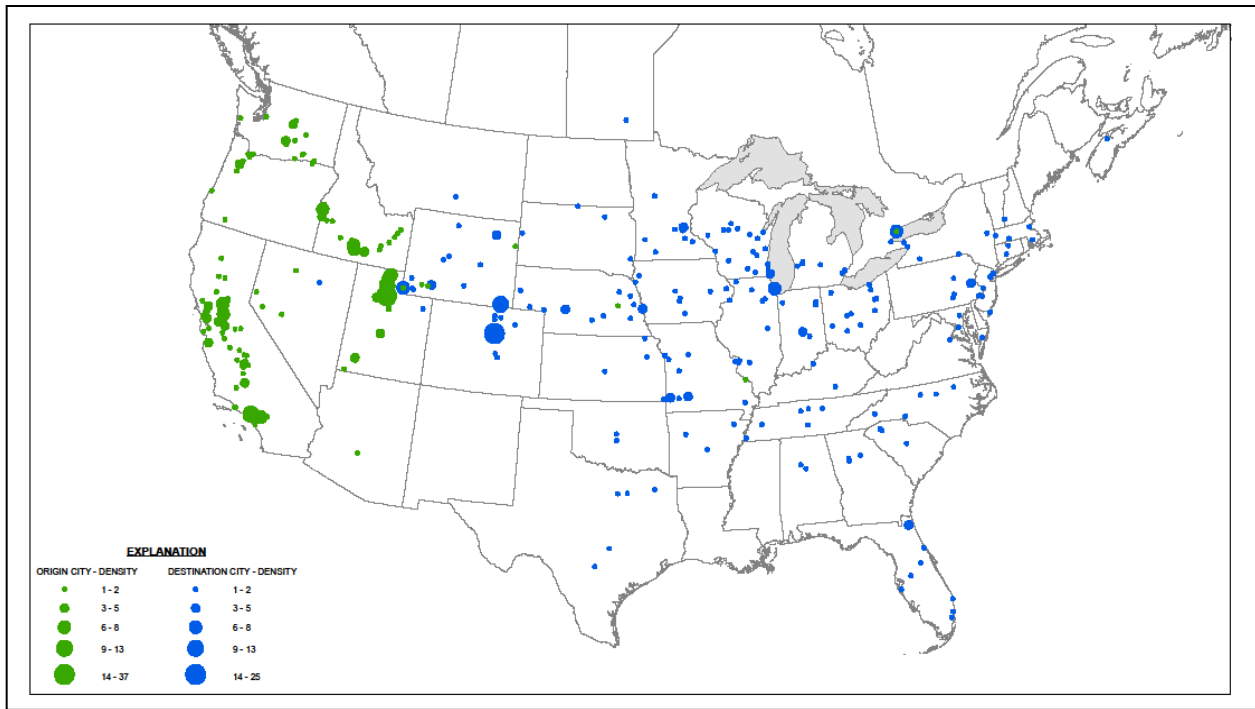 EXPLANATION
ORIGIN CITY - DENSITY DESTINATION CITY - DENSITY
1 - 2 1 - 2
3 - 5 3 - 5
6 - 8 6 - 8
9 - 13 9 - 13
14 - 37 14 - 25